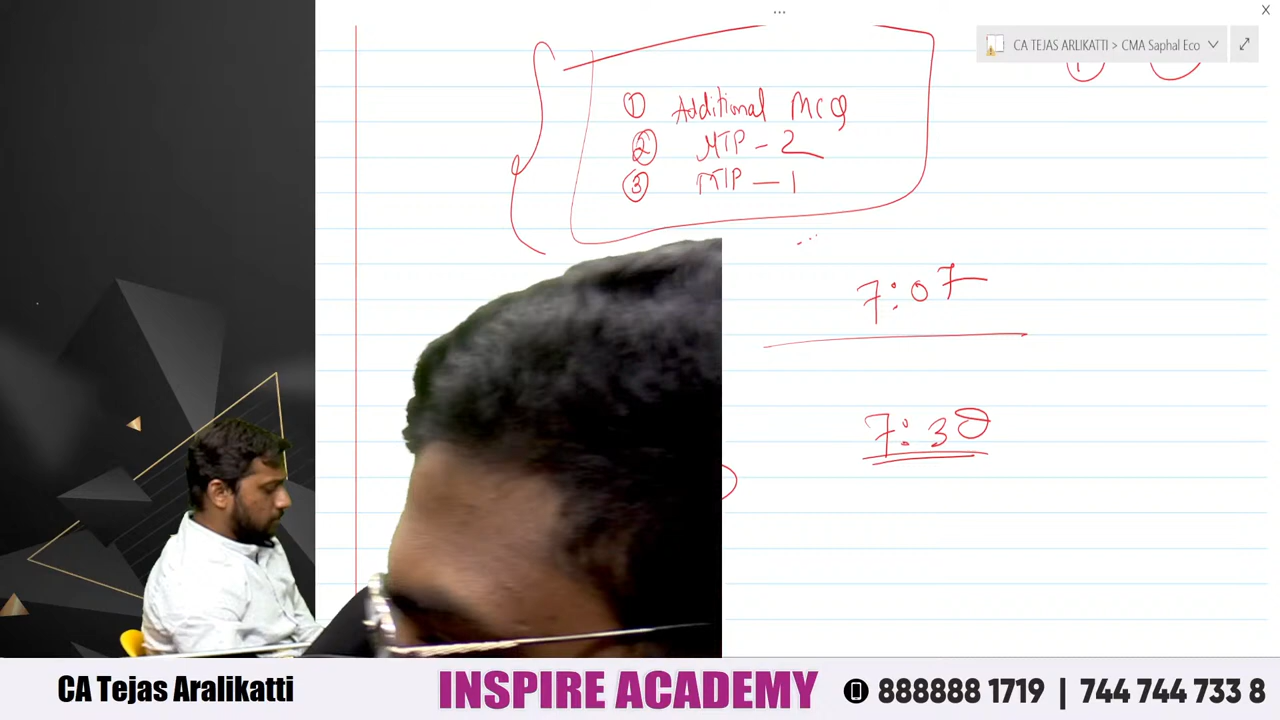 CA TEJAS ARLIKATTI > CMA Saphal Eco
① Additional MCQ
② MTP - 2
③ MTP - 1
7:07
7:30
CA Tejas Aralikatti
INSPIRE ACADEMY
888888 1719 | 744 744 733 8